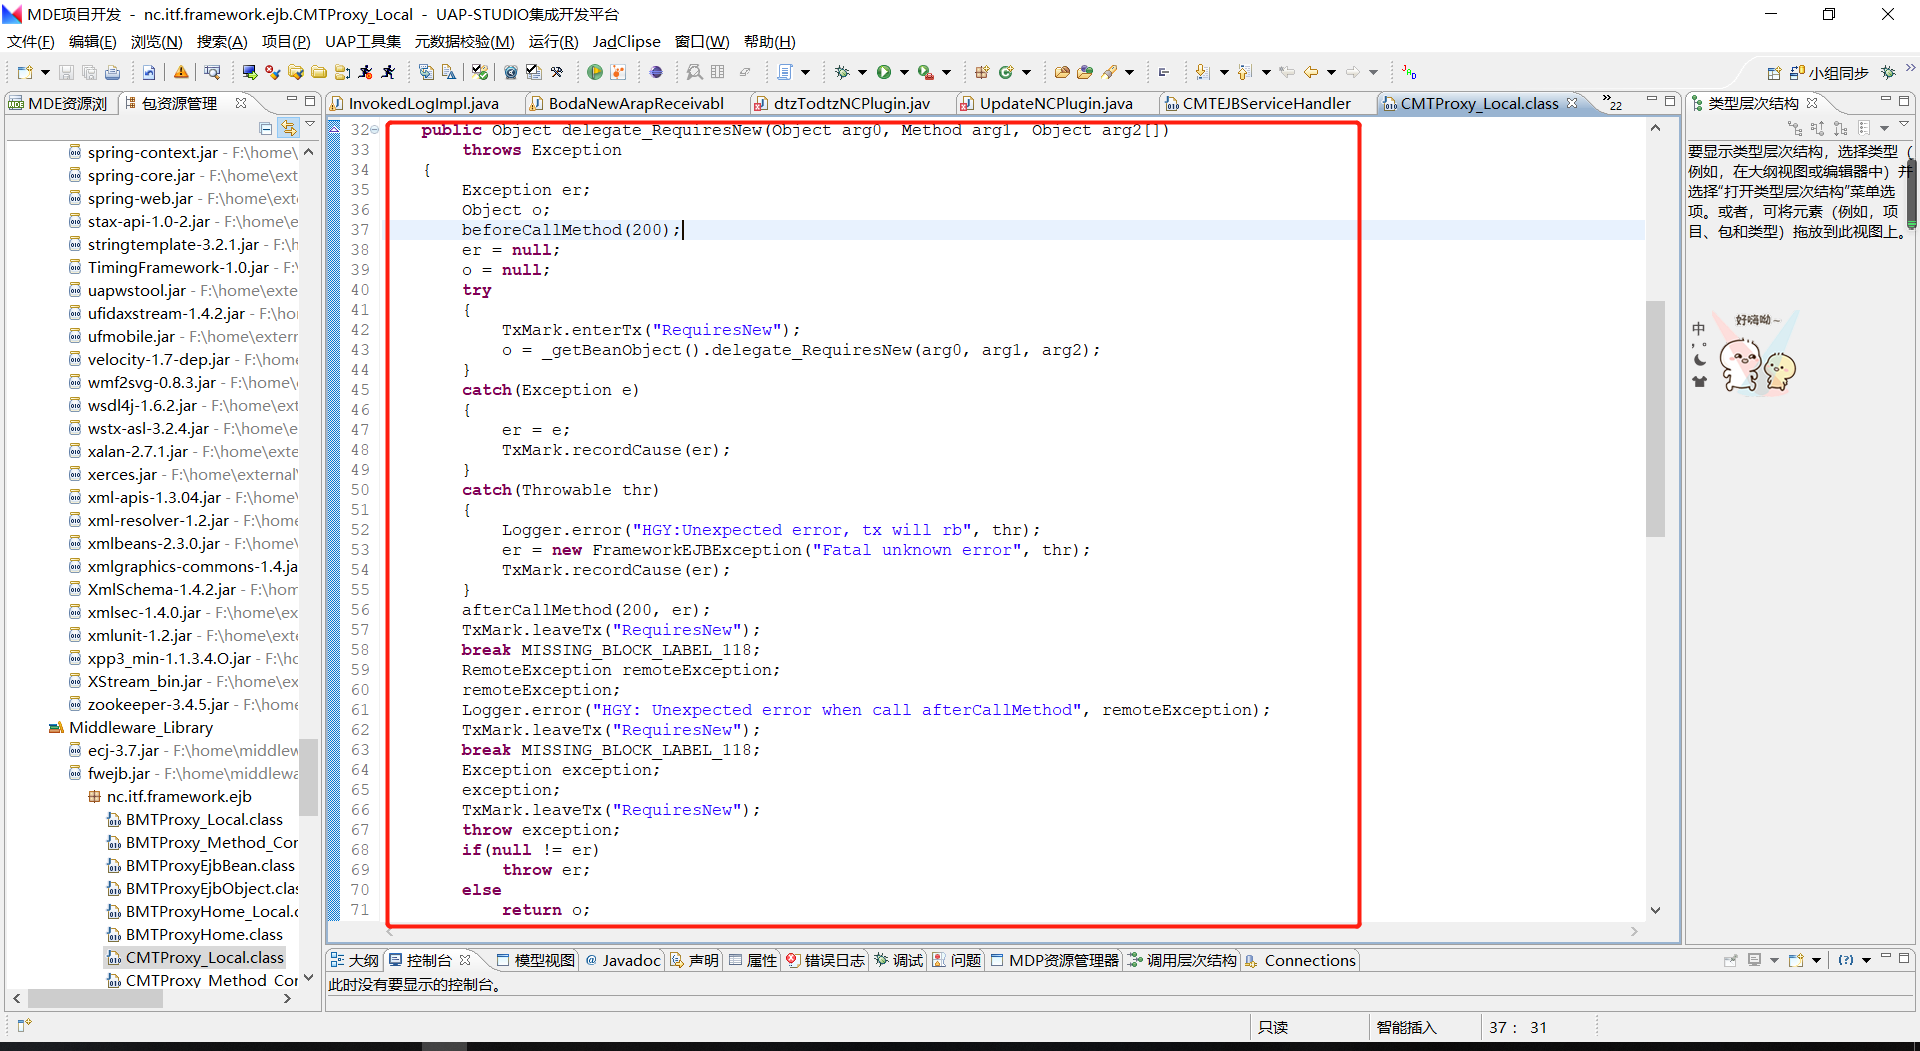 MDE项目开发 - nc.itf.framework.ejb.CMTProxy_Local - UAP-STUDIO集成开发平台
文件(F) 编辑(E) 浏览(N) 搜索(A) 项目(P) UAP工具集 元数据校验(M) 运行(R) JadClipse 窗口(W) 帮助(H)
小组同步
MDE资源浏 包资源管理
spring-context.jar - F:\home\
spring-core.jar - F:\home\ext
spring-web.jar - F:\home\ext
stax-api-1.0-2.jar - F:\home\e
stringtemplate-3.2.1.jar - F:\h
TimingFramework-1.0.jar - F:\
uapwstool.jar - F:\home\exte
ufidaxstream-1.4.2.jar - F:\ho
ufmobile.jar - F:\home\extern
velocity-1.7-dep.jar - F:\home
wmf2svg-0.8.3.jar - F:\home\
wsdl4j-1.6.2.jar - F:\home\ext
wstx-asl-3.2.4.jar - F:\home\e
xalan-2.7.1.jar - F:\home\exte
xerces.jar - F:\home\external\
xml-apis-1.3.04.jar - F:\home\
xml-resolver-1.2.jar - F:\home
xmlbeans-2.3.0.jar - F:\home\
xmlgraphics-commons-1.4.ja
XmlSchema-1.4.2.jar - F:\hom
xmlsec-1.4.0.jar - F:\home\ex
xmlunit-1.2.jar - F:\home\ext
xpp3_min-1.1.3.4.O.jar - F:\hc
XStream_bin.jar - F:\home\ex
zookeeper-3.4.5.jar - F:\home
Middleware_Library
ecj-3.7.jar - F:\home\middlew
fwejb.jar - F:\home\middlewa
nc.itf.framework.ejb
BMTProxy_Local.class
BMTProxy_Method_Cor
BMTProxyEjbBean.class
BMTProxyEjbObject.clas
BMTProxyHome_Local.c
BMTProxyHome.class
CMTProxy_Local.class
CMTProxy_Method_Cor
InvokedLogImpl.java BodaNewArapReceivabl dtzTodtzNCPlugin.jav UpdateNCPlugin.java CMTEJBServiceHandler CMTProxy_Local.class »22
32 public Object delegate_RequiresNew(Object arg0, Method arg1, Object arg2[])
33 throws Exception
34 {
35 Exception er;
36 Object o;
37 beforeCallMethod(200);
38 er = null;
39 o = null;
40 try
41 {
42 TxMark.enterTx("RequiresNew");
43 o = _getBeanObject().delegate_RequiresNew(arg0, arg1, arg2);
44 }
45 catch(Exception e)
46 {
47 er = e;
48 TxMark.recordCause(er);
49 }
50 catch(Throwable thr)
51 {
52 Logger.error("HGY:Unexpected error, tx will rb", thr);
53 er = new FrameworkEJBException("Fatal unknown error", thr);
54 TxMark.recordCause(er);
55 }
56 afterCallMethod(200, er);
57 TxMark.leaveTx("RequiresNew");
58 break MISSING_BLOCK_LABEL_118;
59 RemoteException remoteException;
60 remoteException;
61 Logger.error("HGY: Unexpected error when call afterCallMethod", remoteException);
62 TxMark.leaveTx("RequiresNew");
63 break MISSING_BLOCK_LABEL_118;
64 Exception exception;
65 exception;
66 TxMark.leaveTx("RequiresNew");
67 throw exception;
68 if(null != er)
69 throw er;
70 else
71 return o;
类型层次结构
要显示类型层次结构，选择类型（
例如，在大纲视图或编辑器中）并
选择“打开类型层次结构”菜单选
项。或者，可将元素（例如，项
目、包和类型）拖放到此视图上。
好嗨呦~
中
大纲 控制台 模型视图 @ Javadoc 声明 属性 错误日志 调试 问题 MDP资源管理器 调用层次结构 Connections
此时没有要显示的控制台。
只读 智能插入 37 : 31